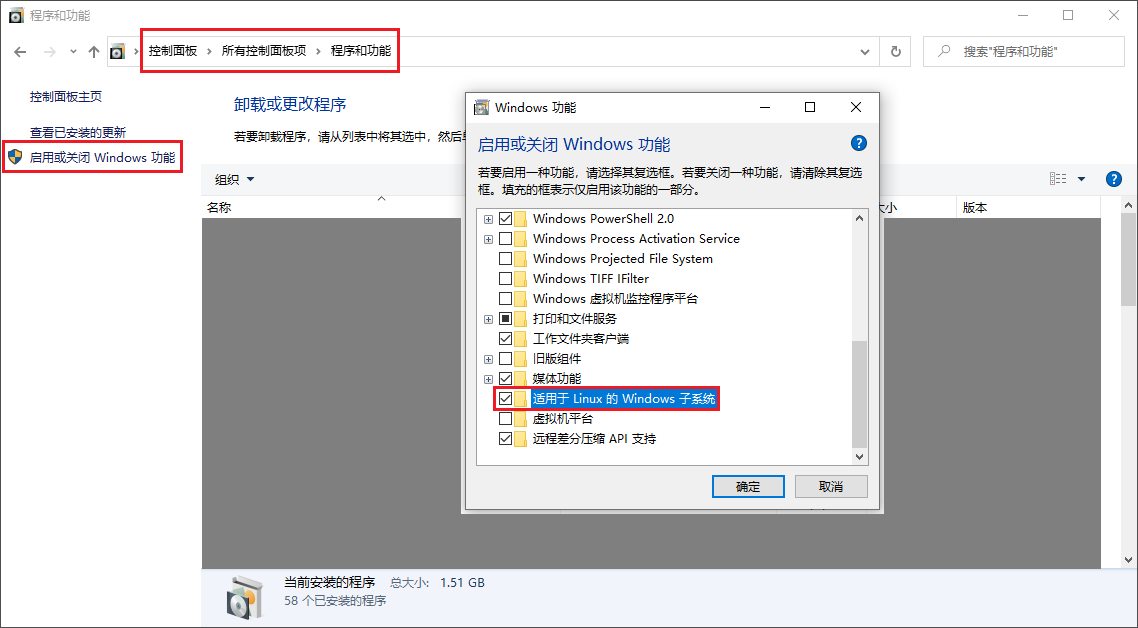 程序和功能
控制面板 › 所有控制面板项 › 程序和功能
搜索"程序和功能"
控制面板主页
查看已安装的更新
启用或关闭 Windows 功能
卸载或更改程序
若要卸载程序，请从列表中将其选中，然后
组织
名称
大小
版本
Windows 功能
启用或关闭 Windows 功能
若要启用一种功能，请选择其复选框。若要关闭一种功能，请清除其复选
框。填充的框表示仅启用该功能的一部分。
Windows PowerShell 2.0
Windows Process Activation Service
Windows Projected File System
Windows TIFF IFilter
Windows 虚拟机监控程序平台
打印和文件服务
工作文件夹客户端
旧版组件
媒体功能
适用于 Linux 的 Windows 子系统
虚拟机平台
远程差分压缩 API 支持
确定
取消
当前安装的程序 总大小: 1.51 GB
58 个已安装的程序